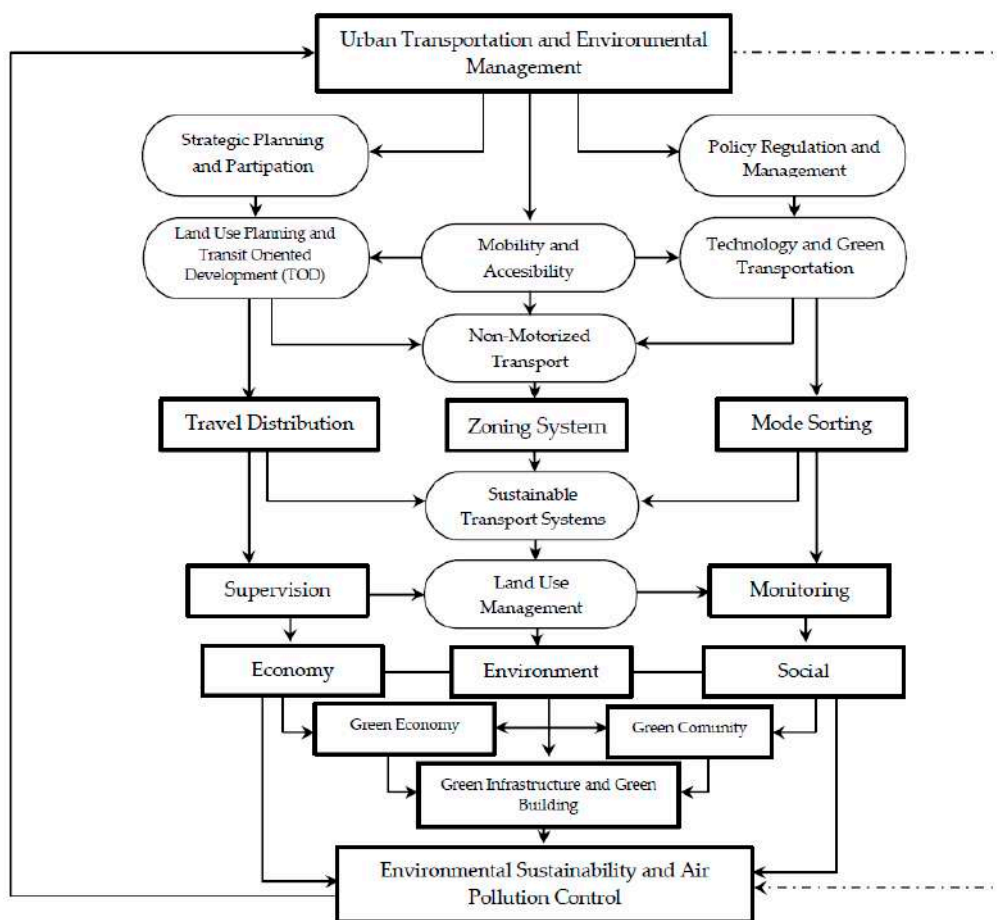 Urban Transportation and Environmental
Management
Strategic Planning
and Partipation
Policy Regulation and
Management
Land Use Planning and
Transit Oriented
Development (TOD)
Mobility and
Accesibility
Technology and Green
Transportation
Non-Motorized
Transport
Travel Distribution
Zoning System
Mode Sorting
Sustainable
Transport Systems
Supervision
Land Use
Management
Monitoring
Economy
Environment
Social
Green Economy
Green Comunity
Green Infrastructure and Green
Building
Environmental Sustainability and Air
Pollution Control